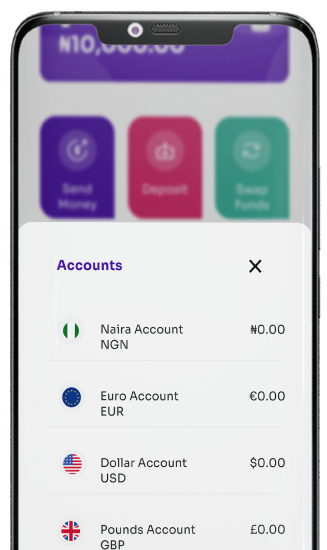 ₦10,000.00
Send
Money
Deposit
Swap
Funds
Accounts
Naira Account
₦0.00
NGN
Euro Account
€0.00
EUR
Dollar Account
$0.00
USD
Pounds Account
£0.00
GBP